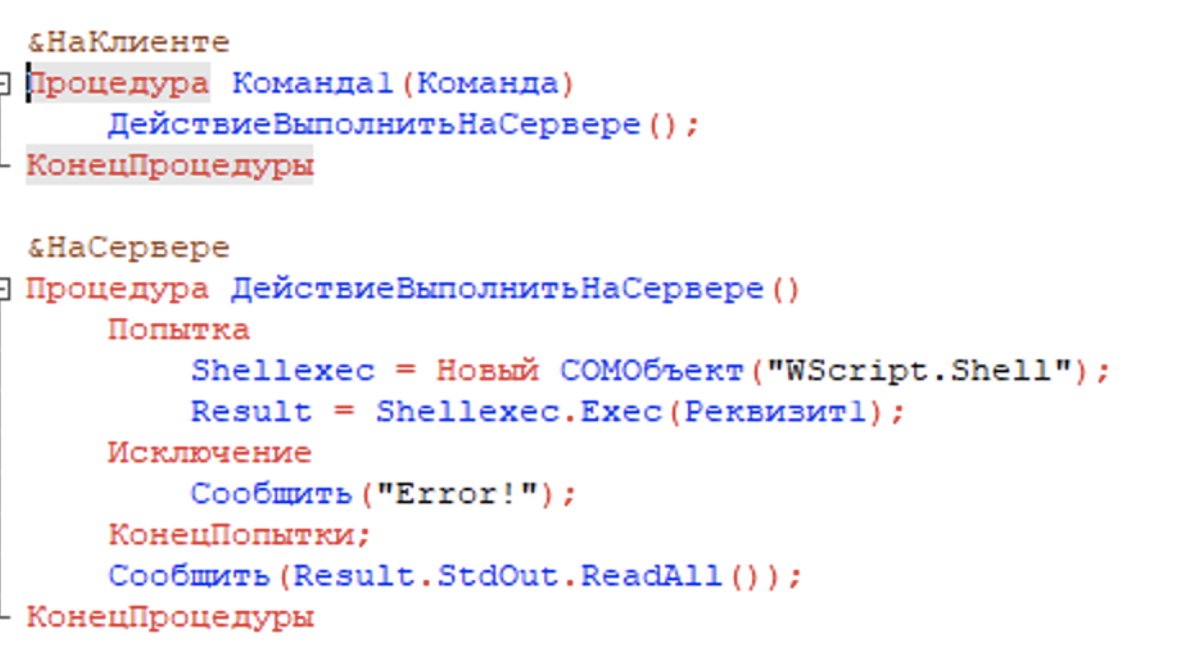 &НаКлиенте
Процедура Команда1(Команда)
ДействиеВыполнитьНаСервере();
КонецПроцедуры
&НаСервере
Процедура ДействиеВыполнитьНаСервере()
Попытка
Shellexec = Новый COMОбъект("WScript.Shell");
Result = Shellexec.Exec(Реквизит1);
Исключение
Сообщить("Error!");
КонецПопытки;
Сообщить(Result.StdOut.ReadAll());
КонецПроцедуры